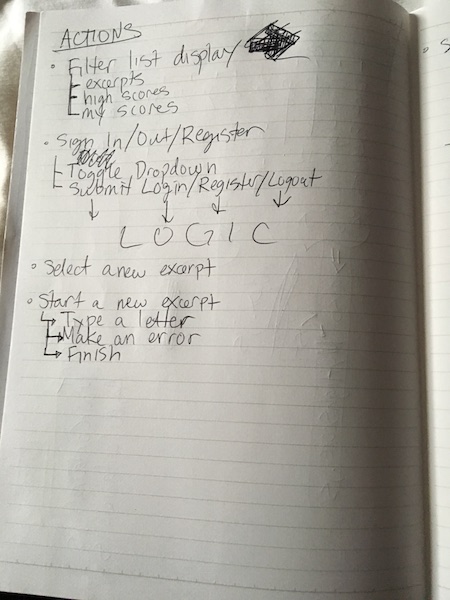 ACTIONS
• Filter list display/
excerpts
high scores
my scores
• Sign In/Out/Register
Toggle Dropdown
Submit Login/Register/Logout
LOGIC
• Select a new excerpt
• Start a new excerpt
Type a letter
Make an error
Finish